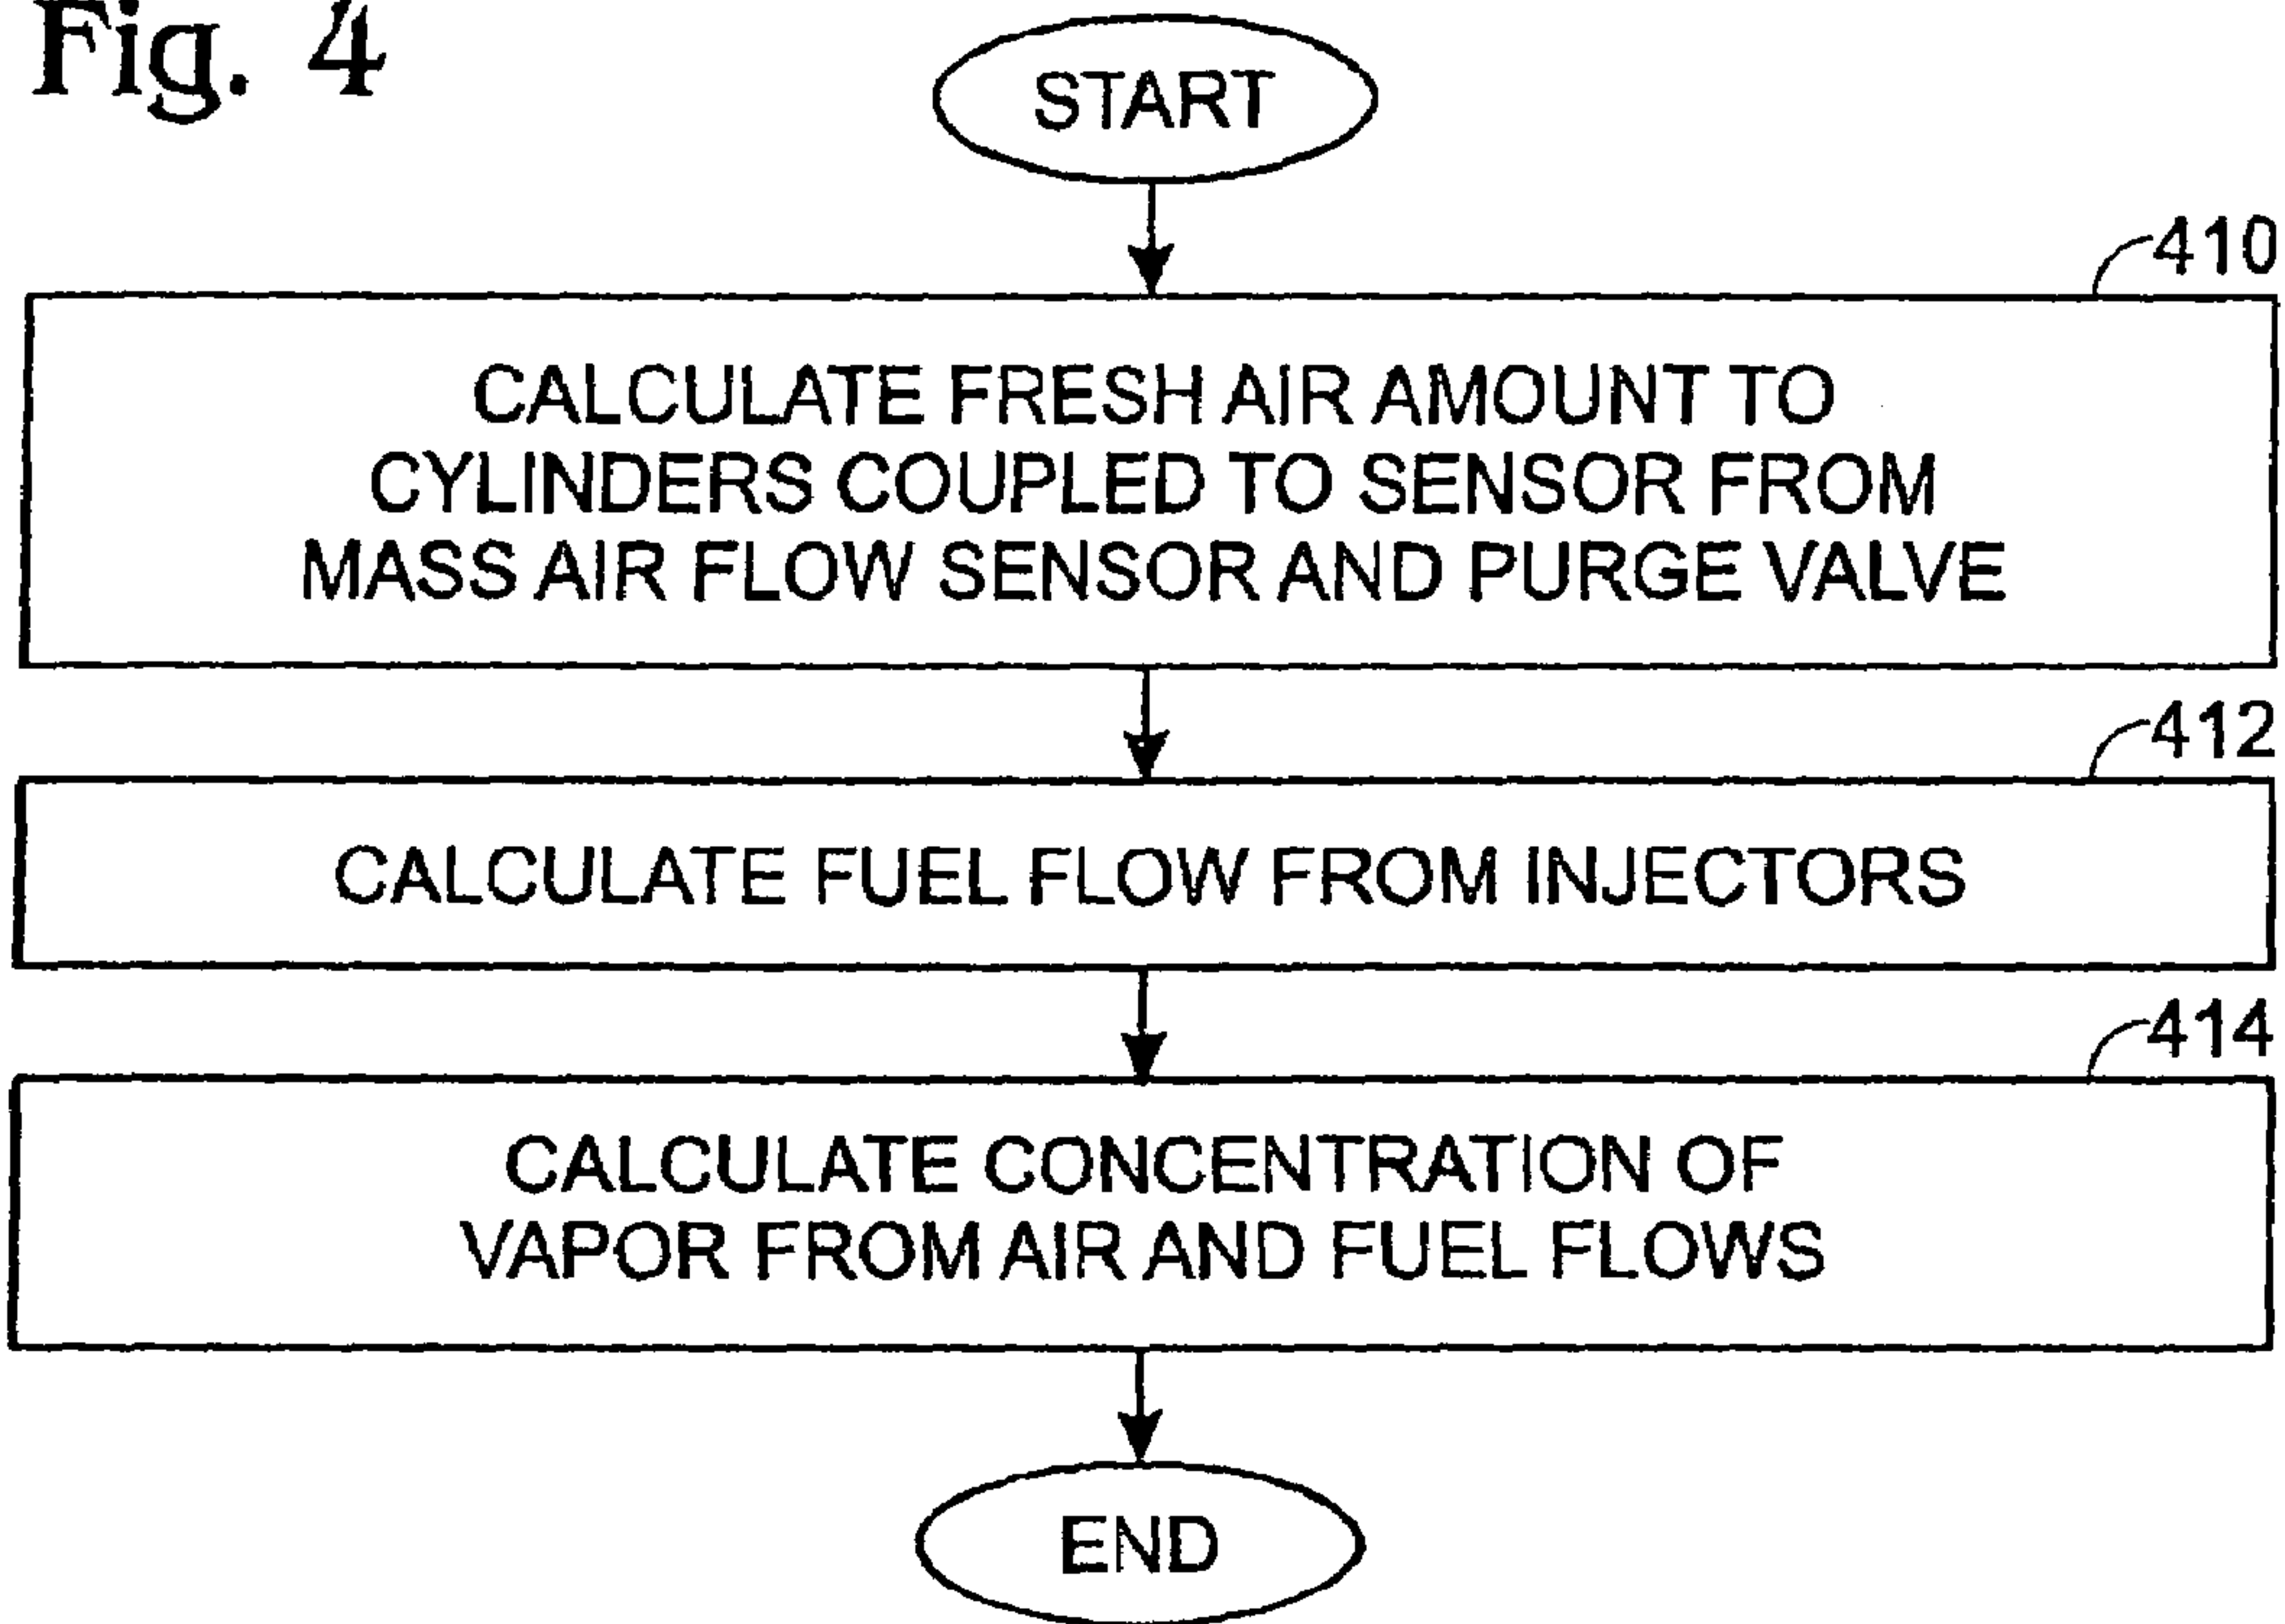 Fig. 4
START
410
CALCULATE FRESH AIR AMOUNT TO
CYLINDERS COUPLED TO SENSOR FROM
MASS AIR FLOW SENSOR AND PURGE VALVE
412
CALCULATE FUEL FLOW FROM INJECTORS
414
CALCULATE CONCENTRATION OF
VAPOR FROM AIR AND FUEL FLOWS
END